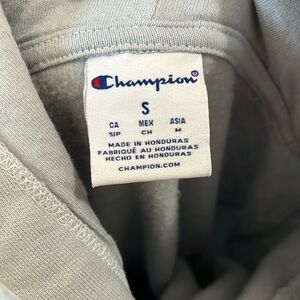 Champion®
S
CA MEX ASIA
S/P CH M
MADE IN HONDURAS
FABRIQUÉ AU HONDURAS
HECHO EN HONDURAS
CHAMPION.COM